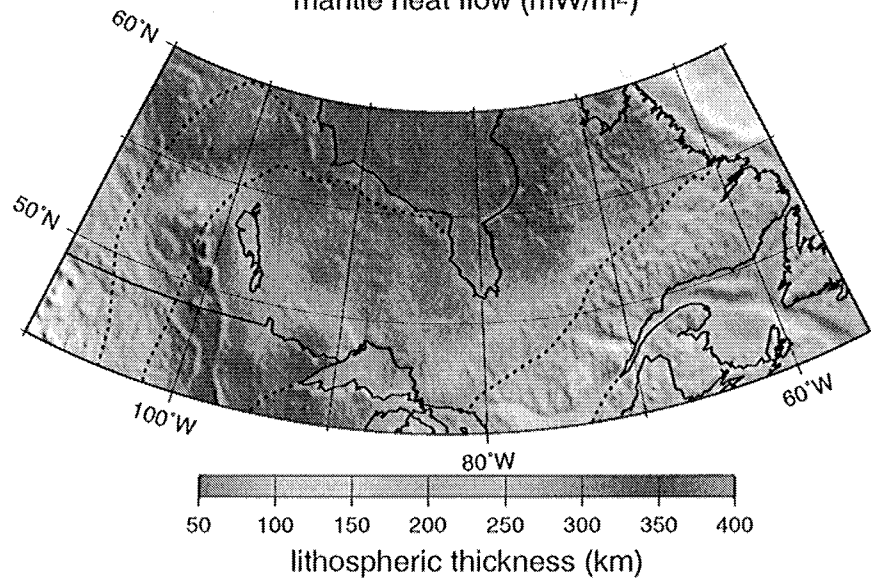 mantle heat flow (mW/m²)
60°N
50°N
100°W
80°W
60°W
50 100 150 200 250 300 350 400
lithospheric thickness (km)